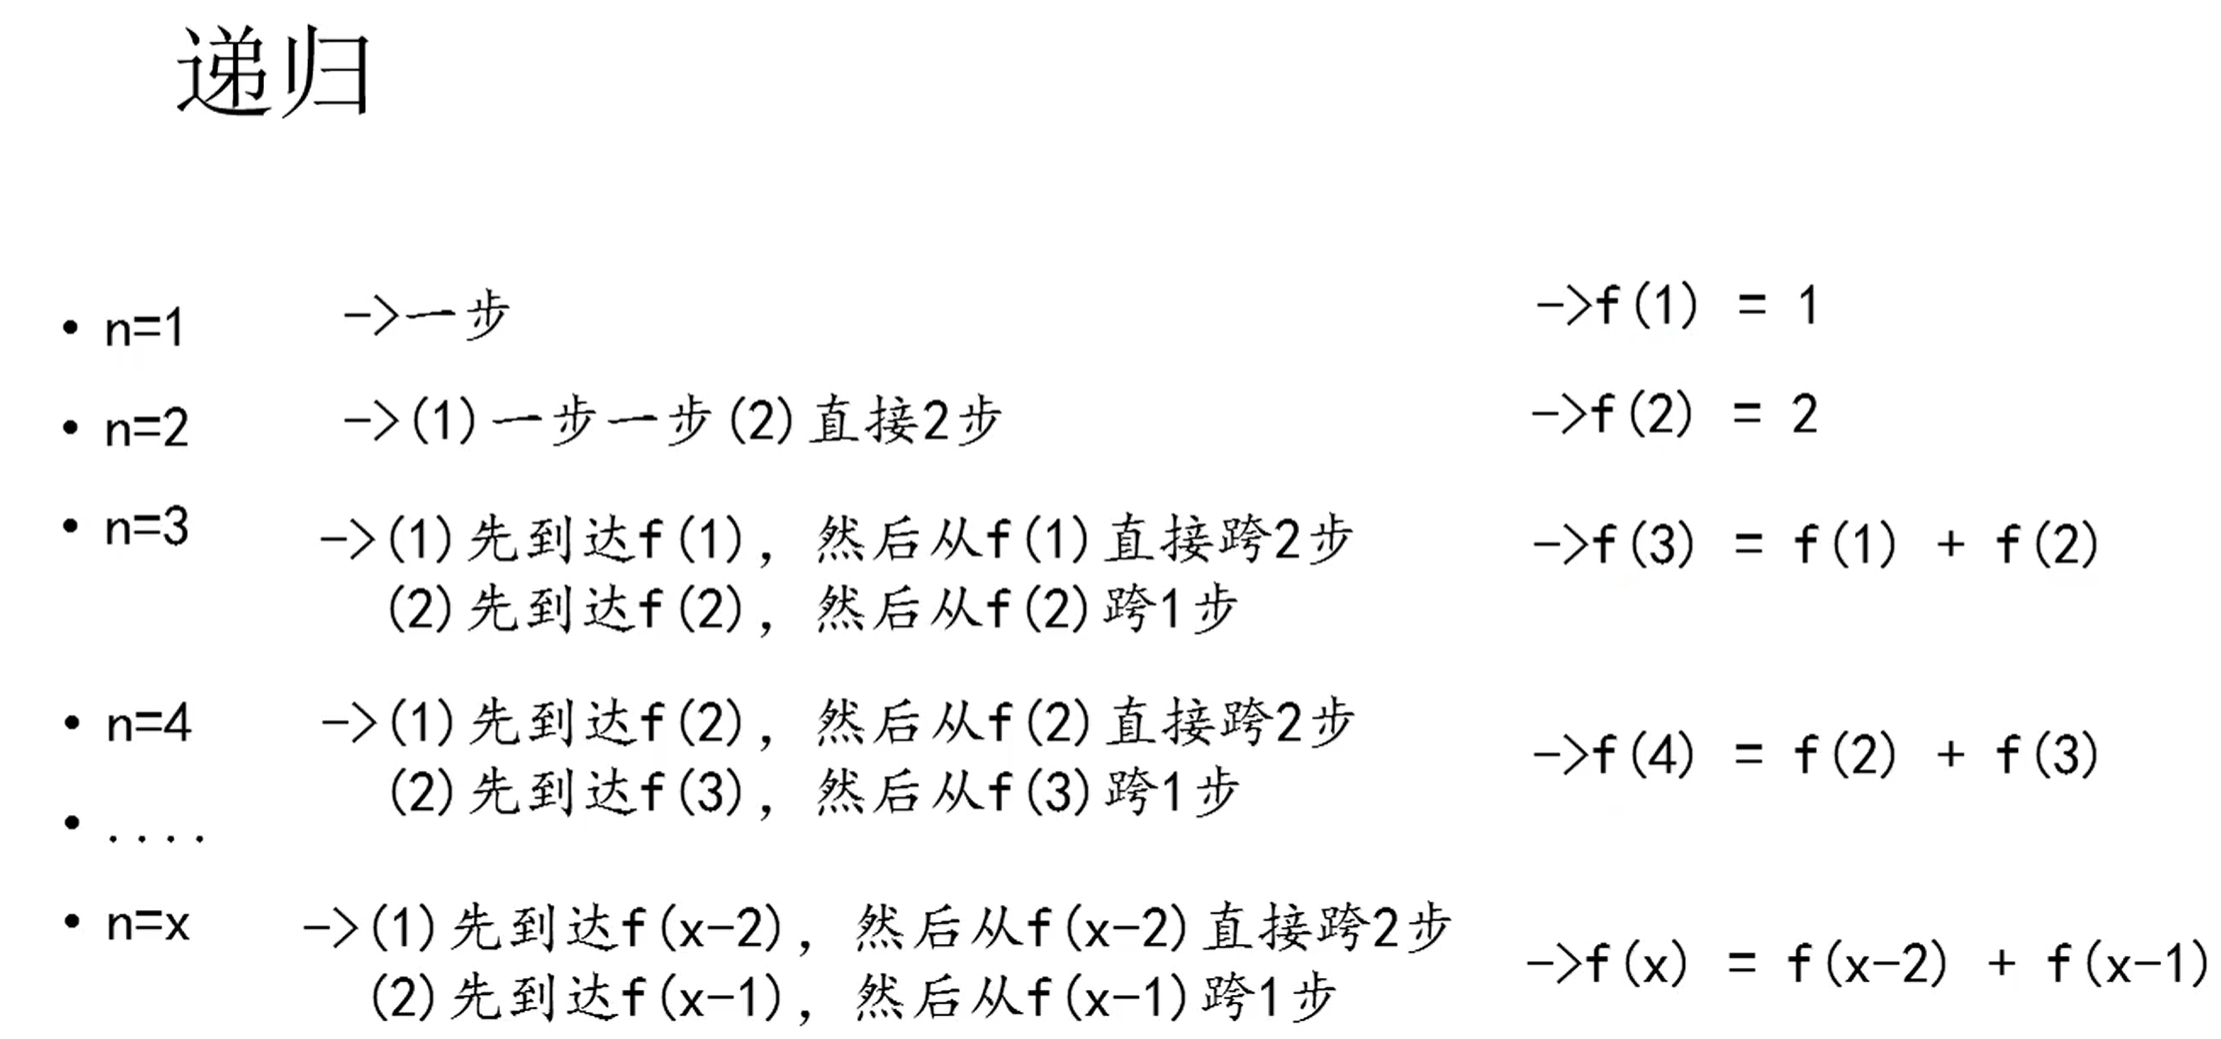 递归
• n=1 ->一步 ->f(1) = 1
• n=2 ->(1)一步一步(2)直接2步 ->f(2) = 2
• n=3 ->(1)先到达f(1)，然后从f(1)直接跨2步 ->f(3) = f(1) + f(2)
(2)先到达f(2)，然后从f(2)跨1步
• n=4 ->(1)先到达f(2)，然后从f(2)直接跨2步 ->f(4) = f(2) + f(3)
(2)先到达f(3)，然后从f(3)跨1步
• ....
• n=x ->(1)先到达f(x-2)，然后从f(x-2)直接跨2步 ->f(x) = f(x-2) + f(x-1)
(2)先到达f(x-1)，然后从f(x-1)跨1步